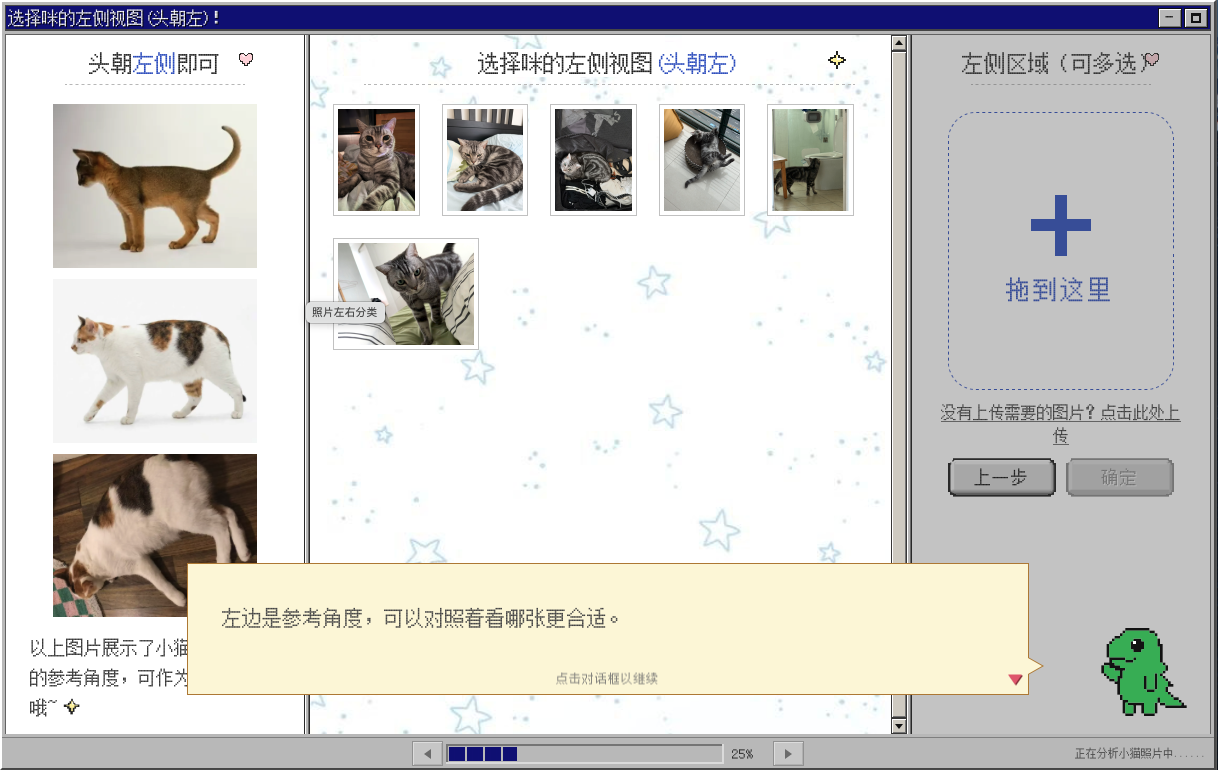 选择咪的左侧视图(头朝左)!
头朝左侧即可
选择咪的左侧视图(头朝左)
左侧区域(可多选)
照片左右分类
拖到这里
没有上传需要的图片?点击此处上
传
上一步
确定
左边是参考角度,可以对照着看哪张更合适。
点击对话框以继续
以上图片展示了小猫
的参考角度,可作为
哦~
25%
正在分析小猫照片中......